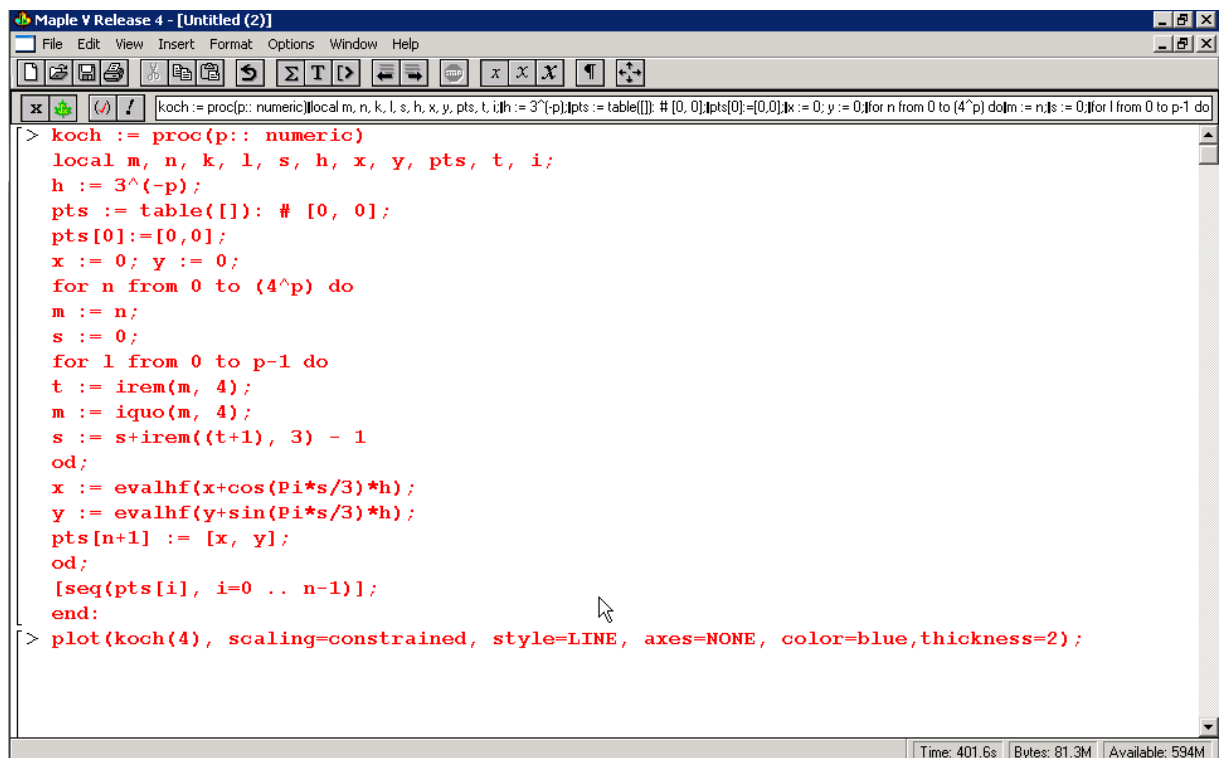 Maple V Release 4 - [Untitled (2)]
File Edit View Insert Format Options Window Help
Σ T [> STOP x x x ¶
x (√) ! koch := proc(p:: numeric)|local m, n, k, l, s, h, x, y, pts, t, i;|h := 3^(-p);|pts := table([]): # [0, 0];|pts[0]:=[0,0];|x := 0; y := 0;|for n from 0 to (4^p) do|m := n;|s := 0;|for l from 0 to p-1 do
> koch := proc(p:: numeric)
local m, n, k, l, s, h, x, y, pts, t, i;
h := 3^(-p);
pts := table([]): # [0, 0];
pts[0]:=[0,0];
x := 0; y := 0;
for n from 0 to (4^p) do
m := n;
s := 0;
for l from 0 to p-1 do
t := irem(m, 4);
m := iquo(m, 4);
s := s+irem((t+1), 3) - 1
od;
x := evalhf(x+cos(Pi*s/3)*h);
y := evalhf(y+sin(Pi*s/3)*h);
pts[n+1] := [x, y];
od;
[seq(pts[i], i=0 .. n-1)];
end:
> plot(koch(4), scaling=constrained, style=LINE, axes=NONE, color=blue,thickness=2);
Time: 401.6s Bytes: 81.3M Available: 594M